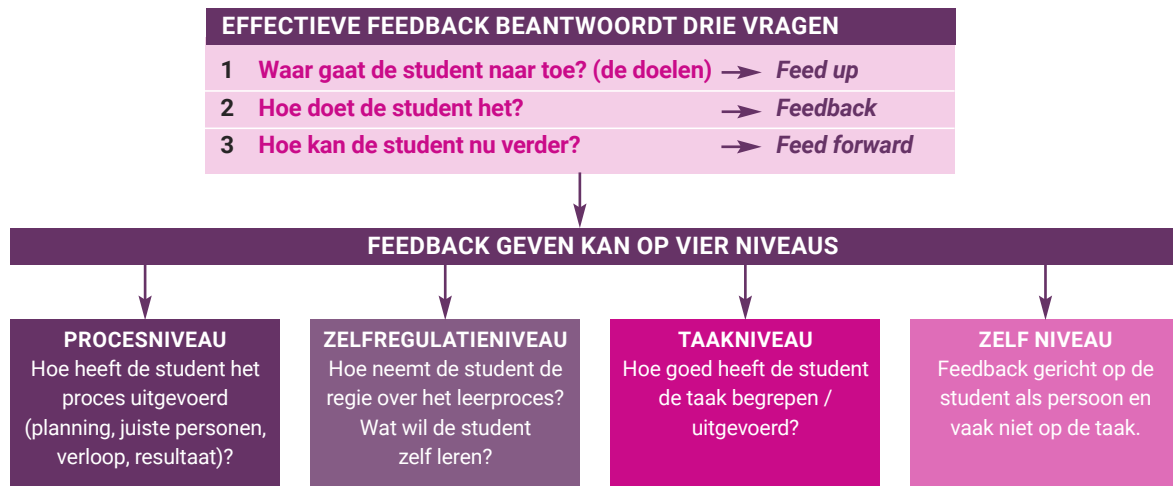 EFFECTIEVE FEEDBACK BEANTWOORDT DRIE VRAGEN
1 Waar gaat de student naar toe? (de doelen) Feed up
2 Hoe doet de student het? Feedback
3 Hoe kan de student nu verder? Feed forward
FEEDBACK GEVEN KAN OP VIER NIVEAUS
PROCESNIVEAU
Hoe heeft de student het
proces uitgevoerd
(planning, juiste personen,
verloop, resultaat)?
ZELFREGULATIENIVEAU
Hoe neemt de student de
regie over het leerproces?
Wat wil de student
zelf leren?
TAAKNIVEAU
Hoe goed heeft de student
de taak begrepen /
uitgevoerd?
ZELF NIVEAU
Feedback gericht op de
student als persoon en
vaak niet op de taak.